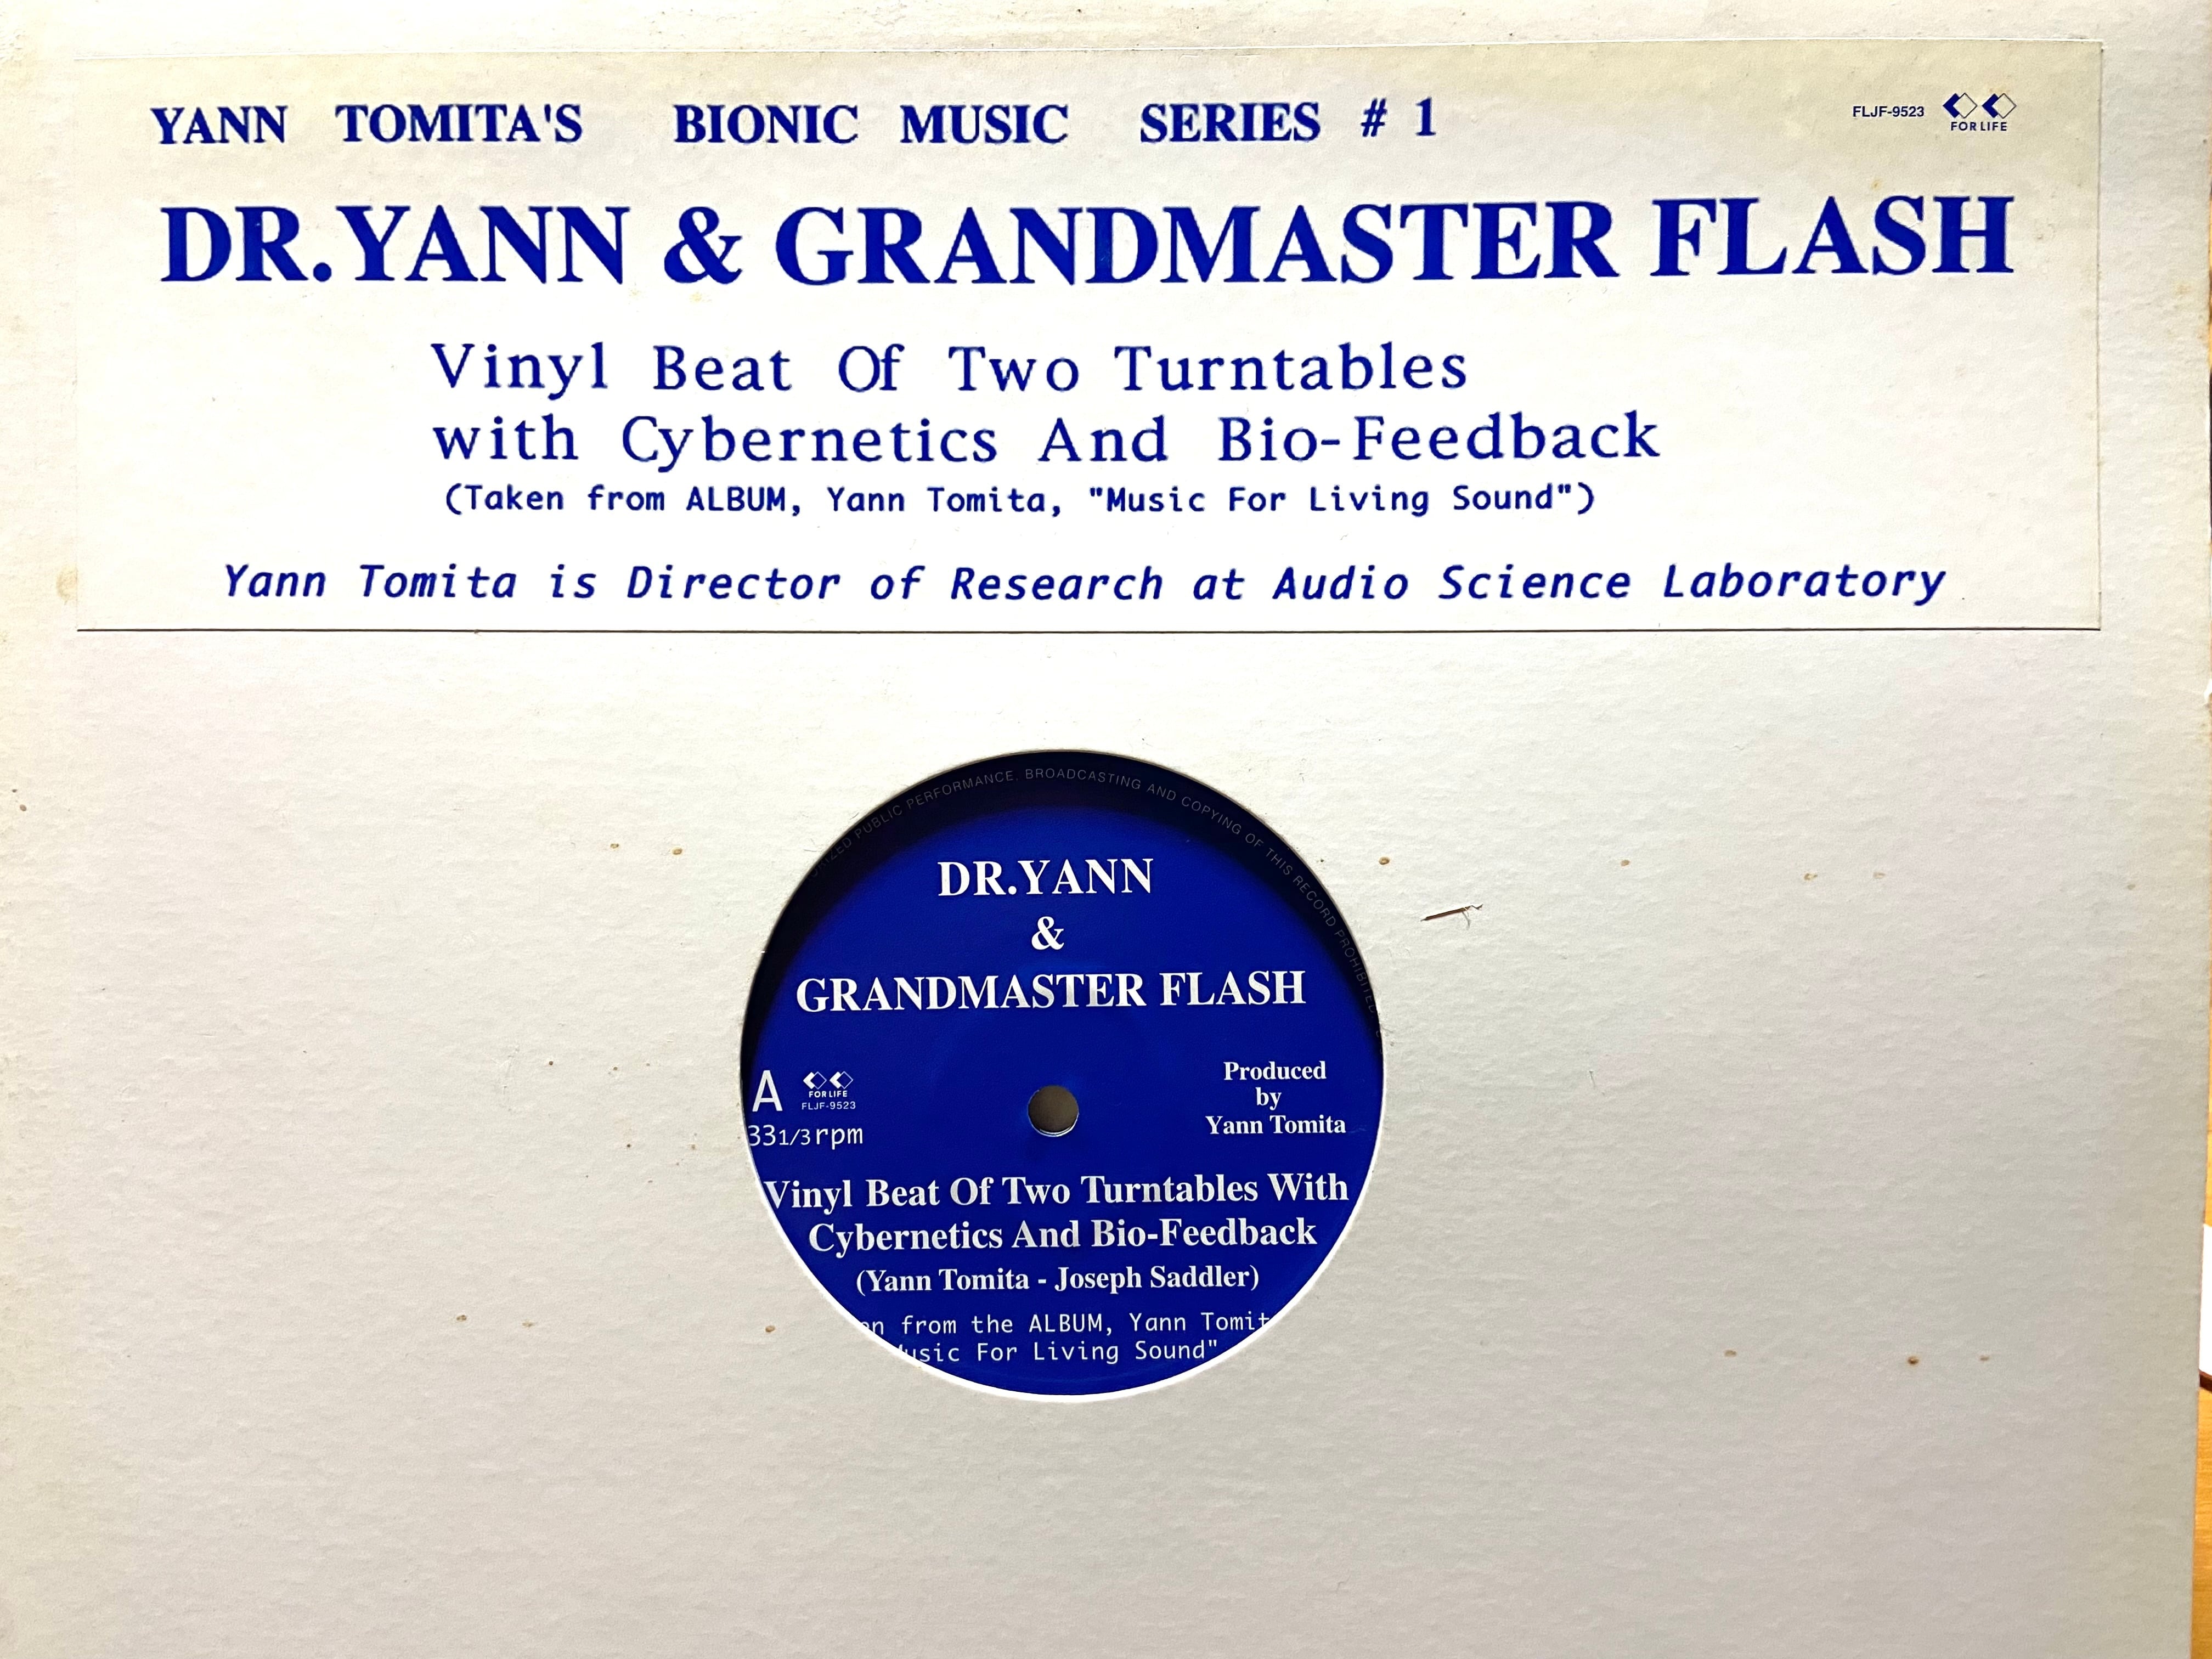 YANN TOMITA'S BIONIC MUSIC SERIES # 1
FLJF-9523
FOR LIFE
DR.YANN & GRANDMASTER FLASH
Vinyl Beat Of Two Turntables
with Cybernetics And Bio-Feedback
(Taken from ALBUM, Yann Tomita, "Music For Living Sound")
Yann Tomita is Director of Research at Audio Science Laboratory
PUBLIC PERFORMANCE, BROADCASTING AND COPYING OF THIS RECORD PROHIBITED
DR.YANN
&
GRANDMASTER FLASH
A
FOR LIFE
FLJF-9523
33 1/3 rpm
Produced
by
Yann Tomita
Vinyl Beat Of Two Turntables With
Cybernetics And Bio-Feedback
(Yann Tomita - Joseph Saddler)
from the ALBUM, Yann
For Living Sound"